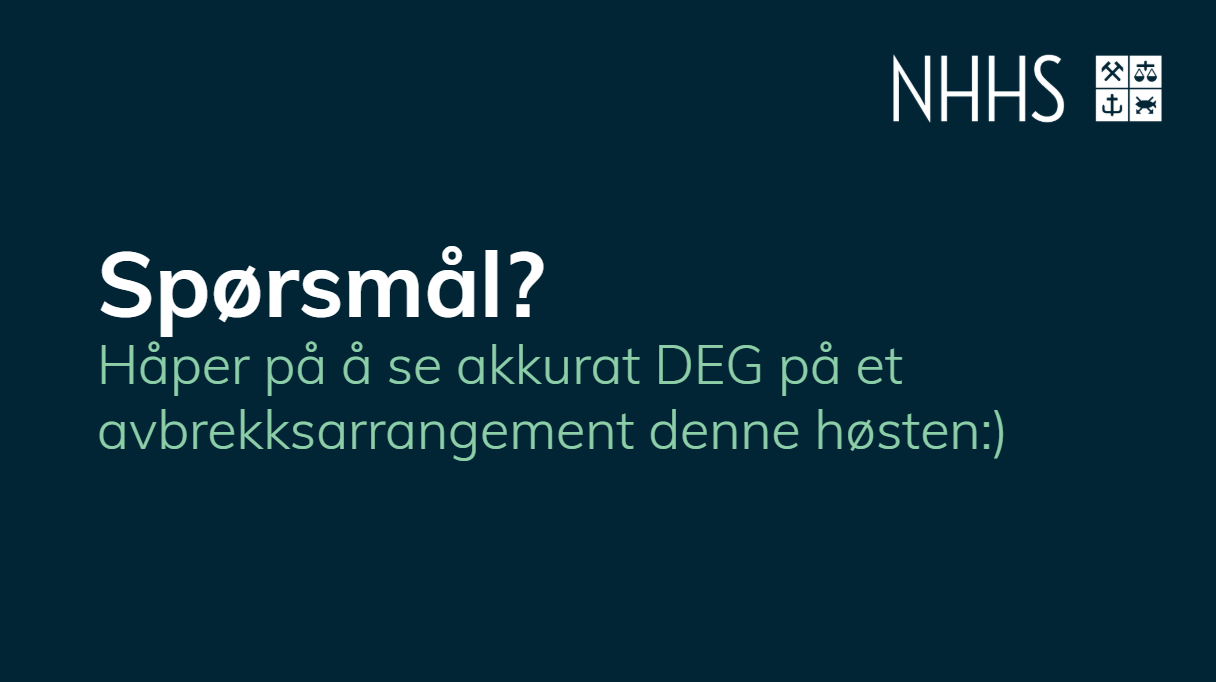 NHHS
Spørsmål?
Håper på å se akkurat DEG på et
avbrekksarrangement denne høsten:)